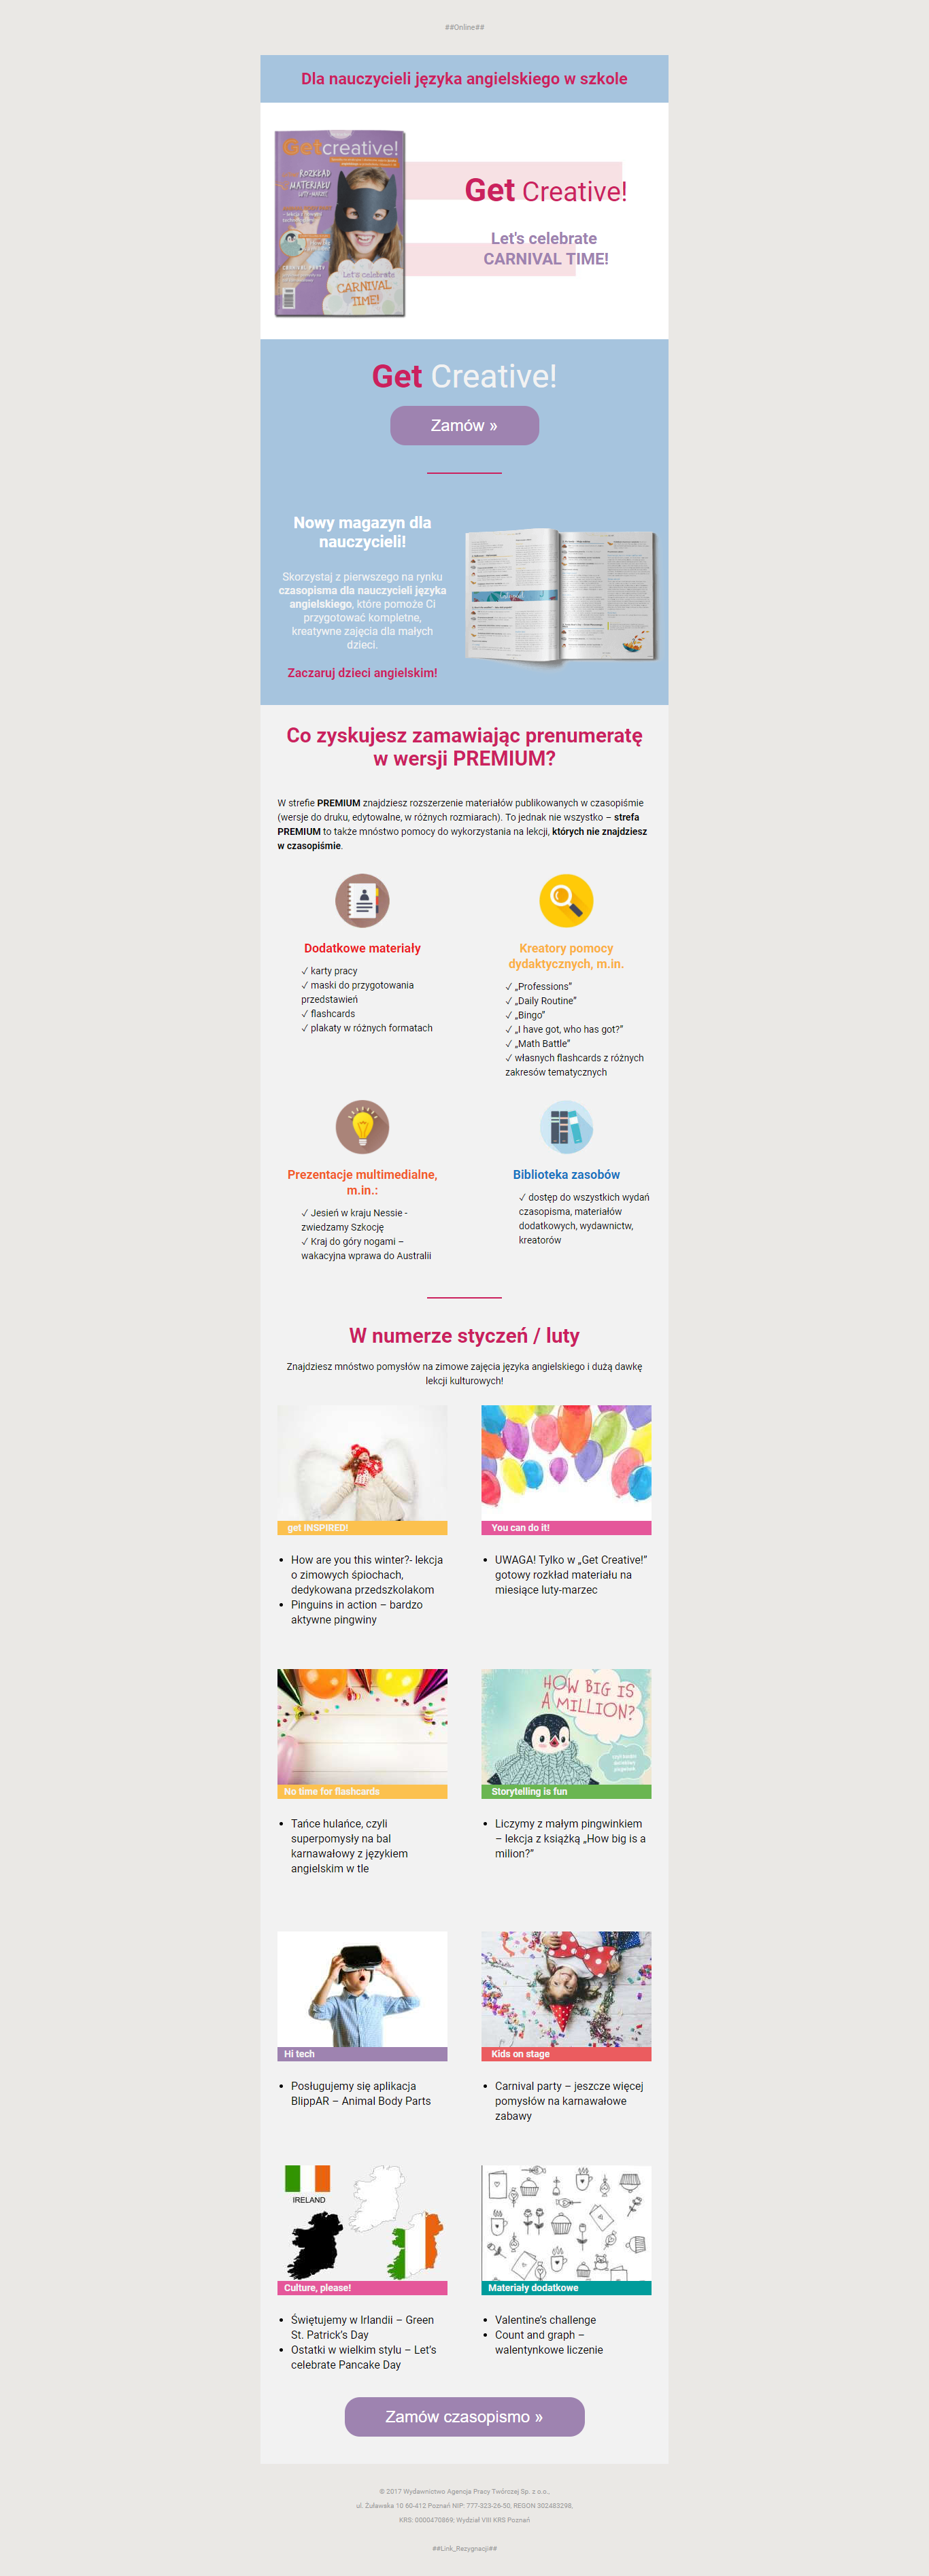 ##Online##
Dla nauczycieli języka angielskiego w szkole
Getcreative!
ROZKŁAD
MATERIAŁU
LUTY-MARZEC
CARNIVAL PARTY
Let's celebrate
CARNIVAL
TIME!
Get Creative!
Let's celebrate
CARNIVAL TIME!
Get Creative!
Zamów »
Nowy magazyn dla
nauczycieli!
Skorzystaj z pierwszego na rynku
czasopisma dla nauczycieli języka
angielskiego, które pomoże Ci
przygotować kompletne,
kreatywne zajęcia dla małych
dzieci.
Zaczaruj dzieci angielskim!
Co zyskujesz zamawiając prenumeratę
w wersji PREMIUM?
W strefie PREMIUM znajdziesz rozszerzenie materiałów publikowanych w czasopiśmie
(wersje do druku, edytowalne, w różnych rozmiarach). To jednak nie wszystko – strefa
PREMIUM to także mnóstwo pomocy do wykorzystania na lekcji, których nie znajdziesz
w czasopiśmie.
Dodatkowe materiały
✓ karty pracy
✓ maski do przygotowania
przedstawień
✓ flashcards
✓ plakaty w różnych formatach
Kreatory pomocy
dydaktycznych, m.in.
✓ „Professions”
✓ „Daily Routine”
✓ „Bingo”
✓ „I have got, who has got?”
✓ „Math Battle”
✓ własnych flashcards z różnych
zakresów tematycznych
Prezentacje multimedialne,
m.in.:
✓ Jesień w kraju Nessie -
zwiedzamy Szkocję
✓ Kraj do góry nogami –
wakacyjna wprawa do Australii
Biblioteka zasobów
✓ dostęp do wszystkich wydań
czasopisma, materiałów
dodatkowych, wydawnictw,
kreatorów
W numerze styczeń / luty
Znajdziesz mnóstwo pomysłów na zimowe zajęcia języka angielskiego i dużą dawkę
lekcji kulturowych!
get INSPIRED!
• How are you this winter?- lekcja
o zimowych śpiochach,
dedykowana przedszkolakom
• Pinguins in action – bardzo
aktywne pingwiny
You can do it!
• UWAGA! Tylko w „Get Creative!”
gotowy rozkład materiału na
miesiące luty-marzec
No time for flashcards
• Tańce hulańce, czyli
superpomysły na bal
karnawałowy z językiem
angielskim w tle
HOW BIG IS
A MILLION?
Storytelling is fun
• Liczymy z małym pingwinkiem
– lekcja z książką „How big is a
milion?”
Hi tech
• Posługujemy się aplikacja
BlippAR – Animal Body Parts
Kids on stage
• Carnival party – jeszcze więcej
pomysłów na karnawałowe
zabawy
IRELAND
Culture, please!
• Świętujemy w Irlandii – Green
St. Patrick’s Day
• Ostatki w wielkim stylu – Let’s
celebrate Pancake Day
Materiały dodatkowe
• Valentine’s challenge
• Count and graph –
walentynkowe liczenie
Zamów czasopismo »
© 2017 Wydawnictwo Agencja Pracy Twórczej Sp. z o.o.,
ul. Żuławska 10 60-412 Poznań NIP: 777-323-26-50, REGON 302483298,
KRS: 0000470869, Wydział VIII KRS Poznań
##Link_Rezygnacji##